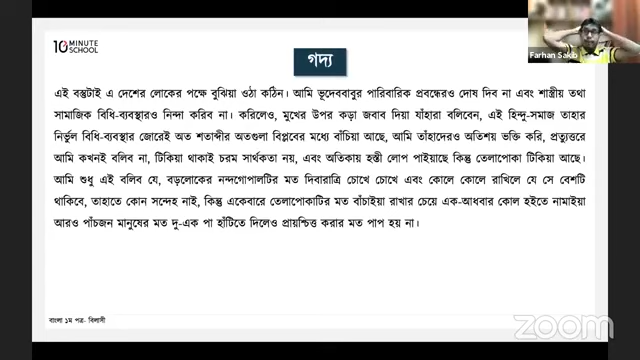 10 MINUTE SCHOOL
গদ্য
Farhan Sakib
এই বস্তুটাই এ দেশের লোকের পক্ষে বুঝিয়া ওঠা কঠিন। আমি ভূদেববাবুর পারিবারিক প্রবন্ধেরও দোষ দিব না এবং শাস্ত্রীয় তথা
সামাজিক বিধি-ব্যবস্থারও নিন্দা করিব না। করিলেও, মুখের উপর কড়া জবাব দিয়া যাঁহারা বলিবেন, এই হিন্দু-সমাজ তাহার
নির্ভুল বিধি-ব্যবস্থার জোরেই অত শতাব্দীর অতগুলা বিপ্লবের মধ্যে বাঁচিয়া আছে, আমি তাঁহাদেরও অতিশয় ভক্তি করি, প্রত্যুত্তরে
আমি কখনই বলিব না, টিকিয়া থাকাই চরম সার্থকতা নয়, এবং অতিকায় হস্তী লোপ পাইয়াছে কিন্তু তেলাপোকা টিকিয়া আছে।
আমি শুধু এই বলিব যে, বড়লোকের নন্দগোপালটির মত দিবারাত্রি চোখে চোখে এবং কোলে কোলে রাখিলে যে সে বেশটি
থাকিবে, তাহাতে কোন সন্দেহ নাই, কিন্তু একেবারে তেলাপোকাটির মত বাঁচাইয়া রাখার চেয়ে এক-আধবার কোল হইতে নামাইয়া
আরও পাঁচজন মানুষের মত দু-এক পা হাঁটিতে দিলেও প্রায়শ্চিত্ত করার মত পাপ হয় না।
বাংলা ১ম পত্র- বিলাসী
zoom